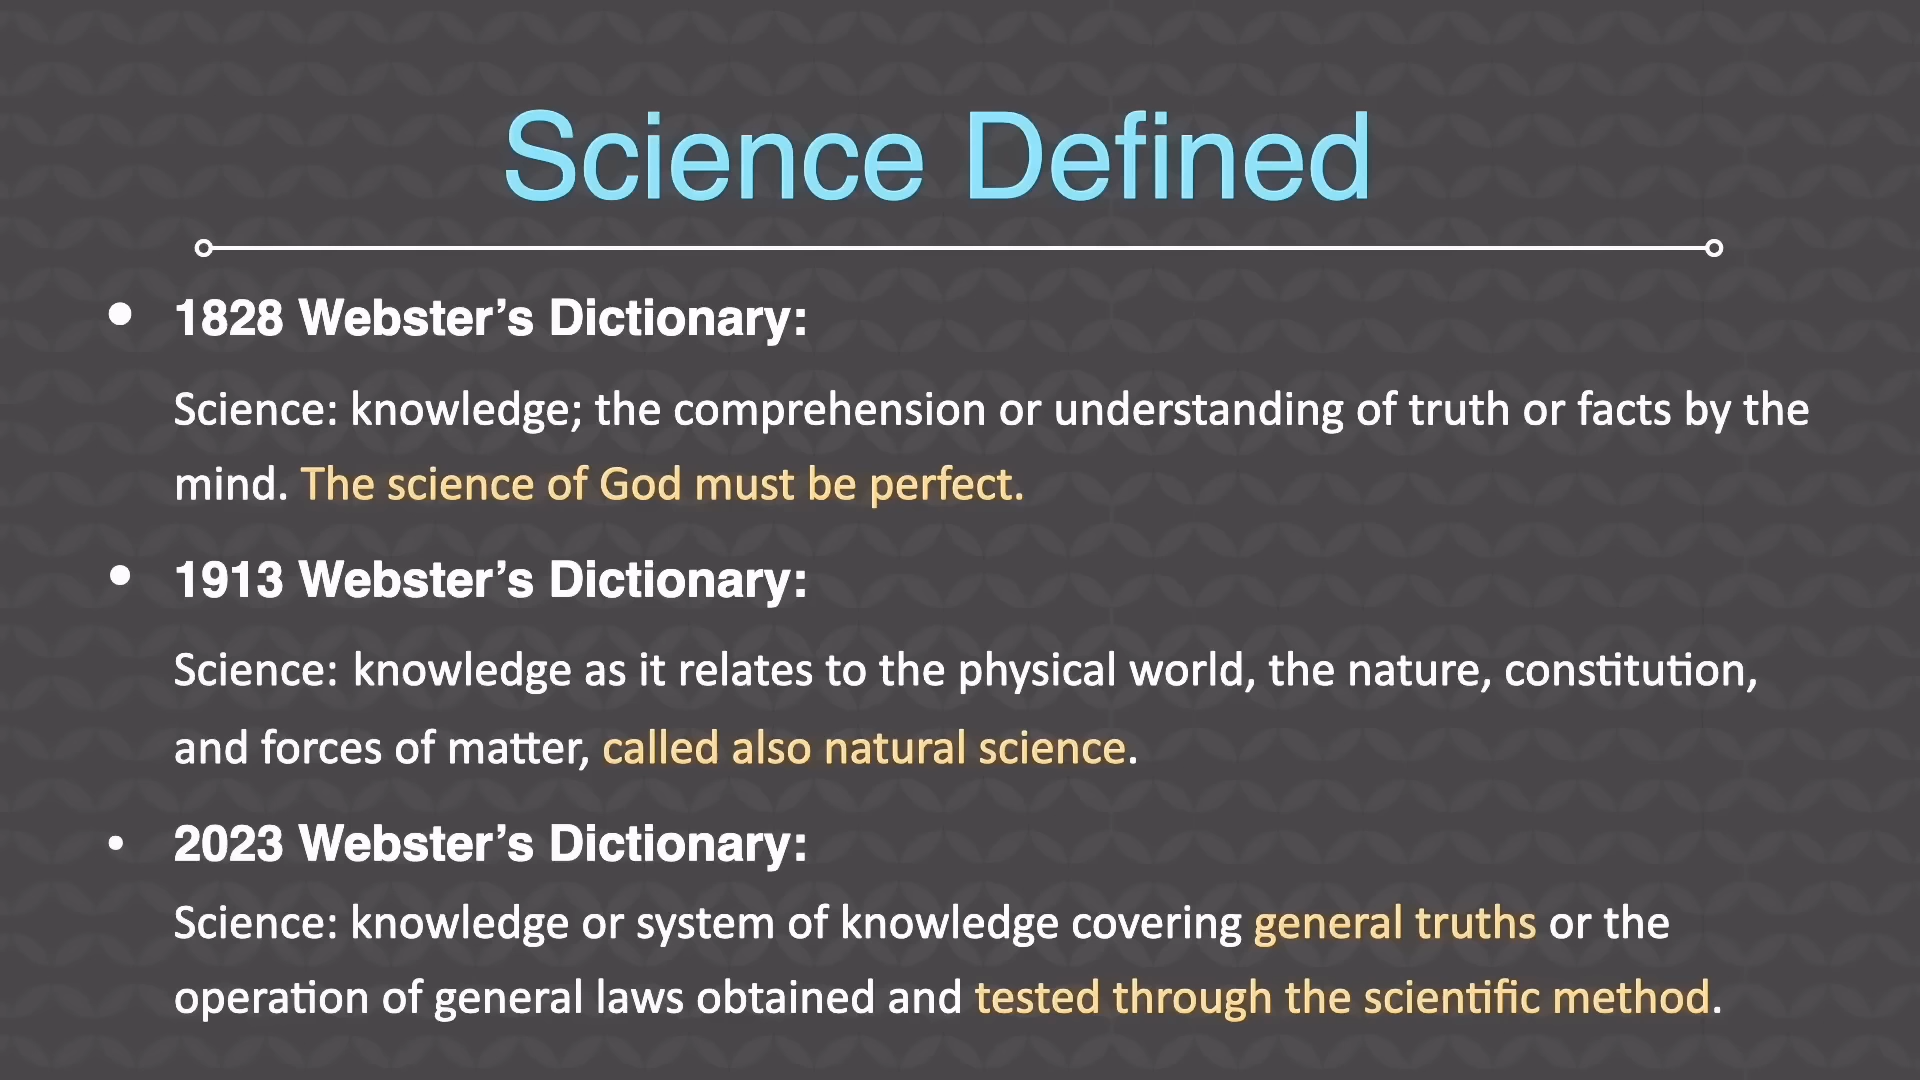 Science Defined
• 1828 Webster’s Dictionary:
Science: knowledge; the comprehension or understanding of truth or facts by the
mind. The science of God must be perfect.
• 1913 Webster’s Dictionary:
Science: knowledge as it relates to the physical world, the nature, constitution,
and forces of matter, called also natural science.
• 2023 Webster’s Dictionary:
Science: knowledge or system of knowledge covering general truths or the
operation of general laws obtained and tested through the scientific method.